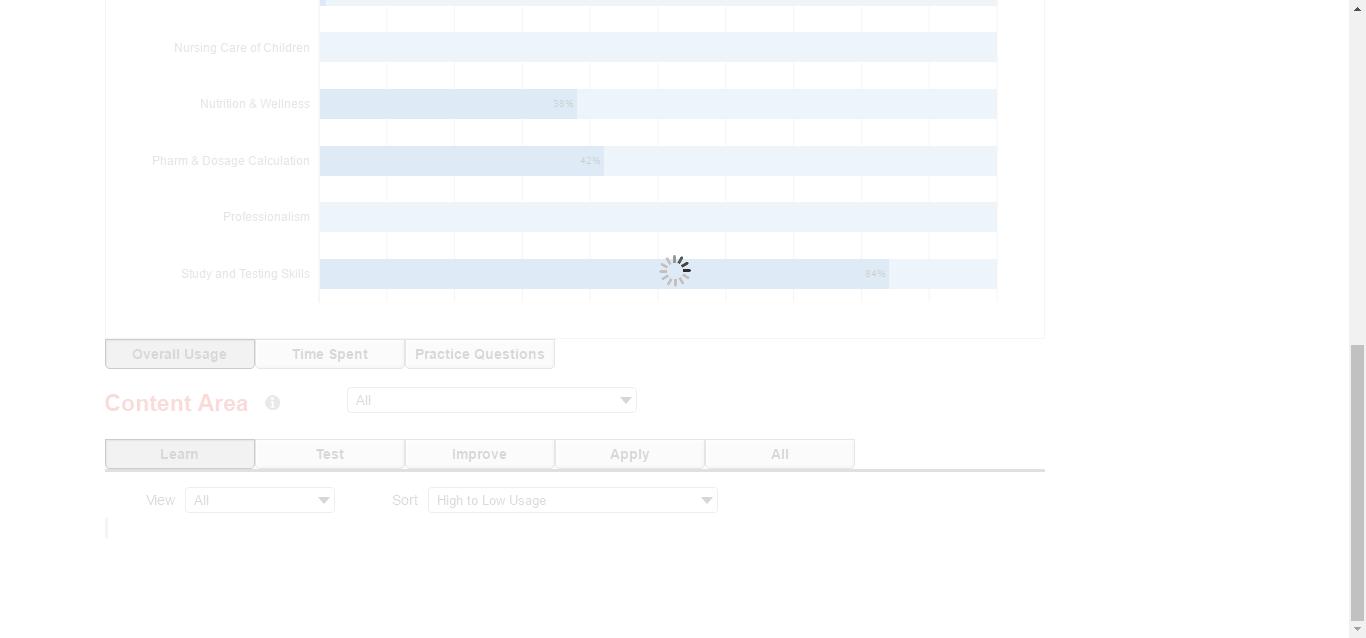 Nursing Care of Children
Nutrition & Wellness 38%
Pharm & Dosage Calculation 42%
Professionalism
Study and Testing Skills 84%
Overall Usage Time Spent Practice Questions
Content Area All
Learn Test Improve Apply All
View All Sort High to Low Usage